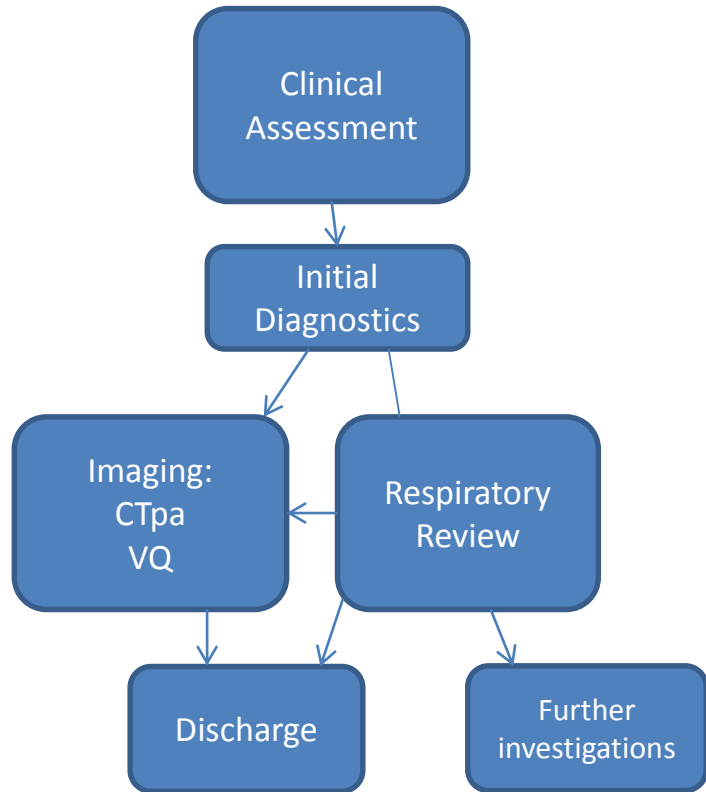 Clinical
Assessment
Initial
Diagnostics
Imaging:
CTpa
VQ
Respiratory
Review
Discharge
Further
investigations